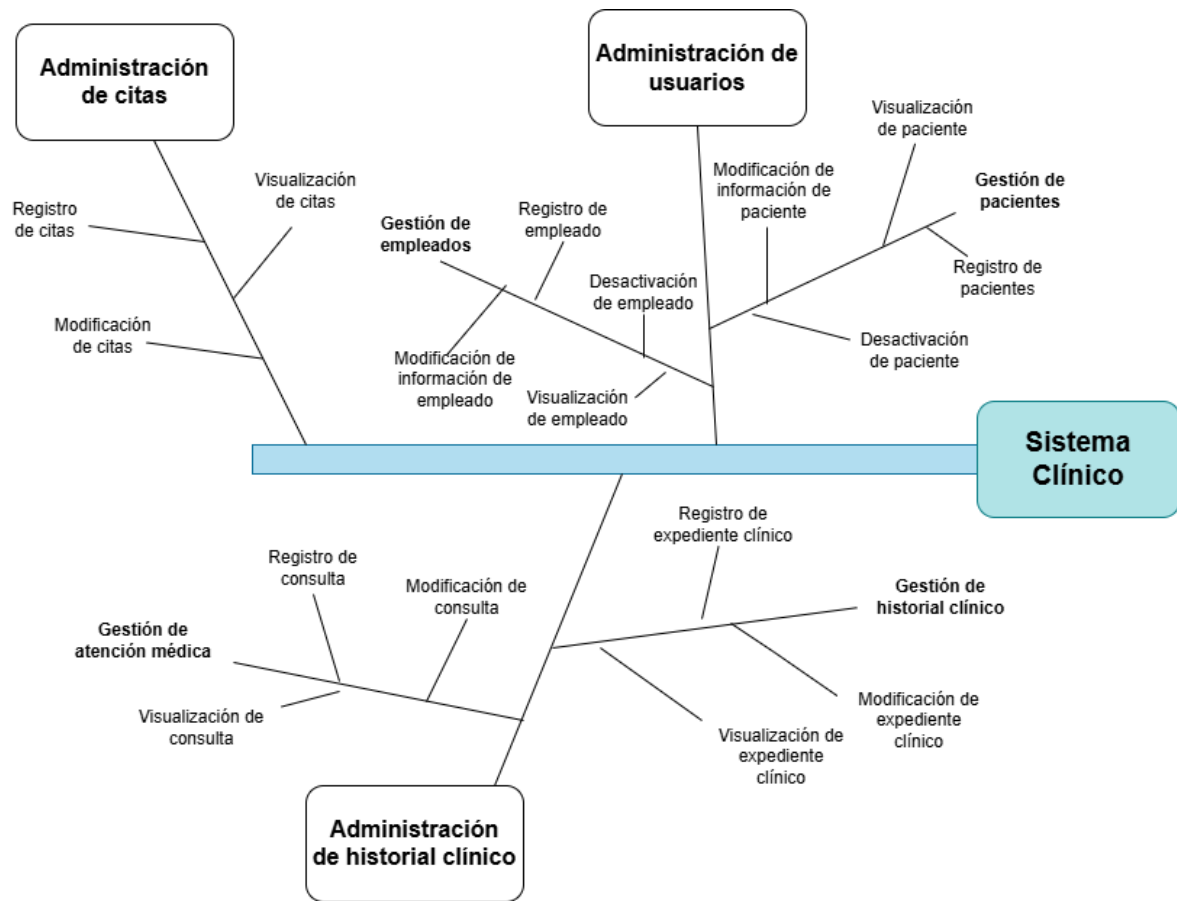 Administración
de citas
Administración de
usuarios
Visualización
de paciente
Visualización
de citas
Modificación de
información de
paciente
Gestión de
pacientes
Registro
de citas
Gestión de
empleados
Registro de
empleado
Registro de
pacientes
Desactivación
de empleado
Modificación
de citas
Desactivación
de paciente
Modificación de
información de
empleado
Visualización
de empleado
Sistema
Clínico
Registro de
expediente clínico
Registro de
consulta
Modificación de
consulta
Gestión de
historial clínico
Gestión de
atención médica
Visualización de
consulta
Modificación de
expediente
clínico
Visualización de
expediente
clínico
Administración
de historial clínico